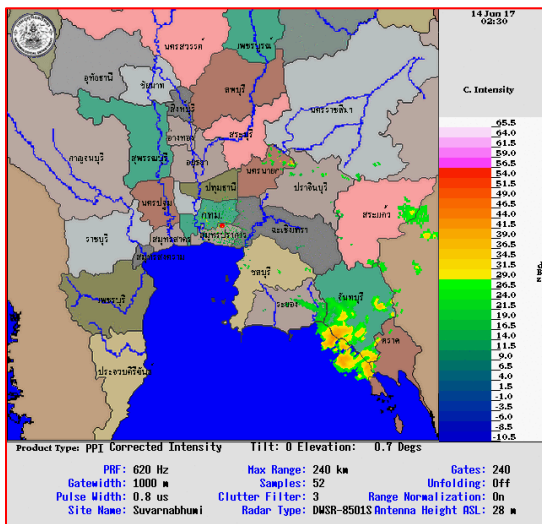 14 Jun 17
02:30
C. Intensity
นครสวรรค์
เพชรบูรณ์
อุทัยธานี
ชัยนาท
ลพบุรี
สิงห์บุรี
นครราชสีมา
อ่างทอง
สระบุรี
กาญจนบุรี
สุพรรณบุรี
อยุธยา
นครนายก
ปราจีนบุรี
ปทุมธานี
นครปฐม
สระแก้ว
กทม.
ฉะเชิงเทรา
ราชบุรี
สมุทรสาคร
สมุทรปราการ
สมุทรสงคราม
ชลบุรี
เพชรบุรี
ระยอง
จันทบุรี
ตราด
ประจวบคีรีขันธ์
65.5
64.0
61.5
59.0
56.5
54.0
51.5
49.0
46.5
44.0
41.5
39.0
36.5
34.0
31.5
29.0
26.5
24.0
21.5
19.0
16.5
14.0
11.5
9.0
6.5
4.0
1.5
-1.0
-3.5
-6.0
-8.5
-10.5
Product Type: PPI Corrected Intensity Tilt: 0 Elevation: 0.7 Degs
PRF: 620 Hz Max Range: 240 km Gates: 240
Gatewidth: 1000 m Samples: 52 Unfolding: Off
Pulse Width: 0.8 us Clutter Filter: 3 Range Normalization: On
Site Name: Suvarnabhumi Radar Type: DWSR-8501S Antenna Height ASL: 28 m